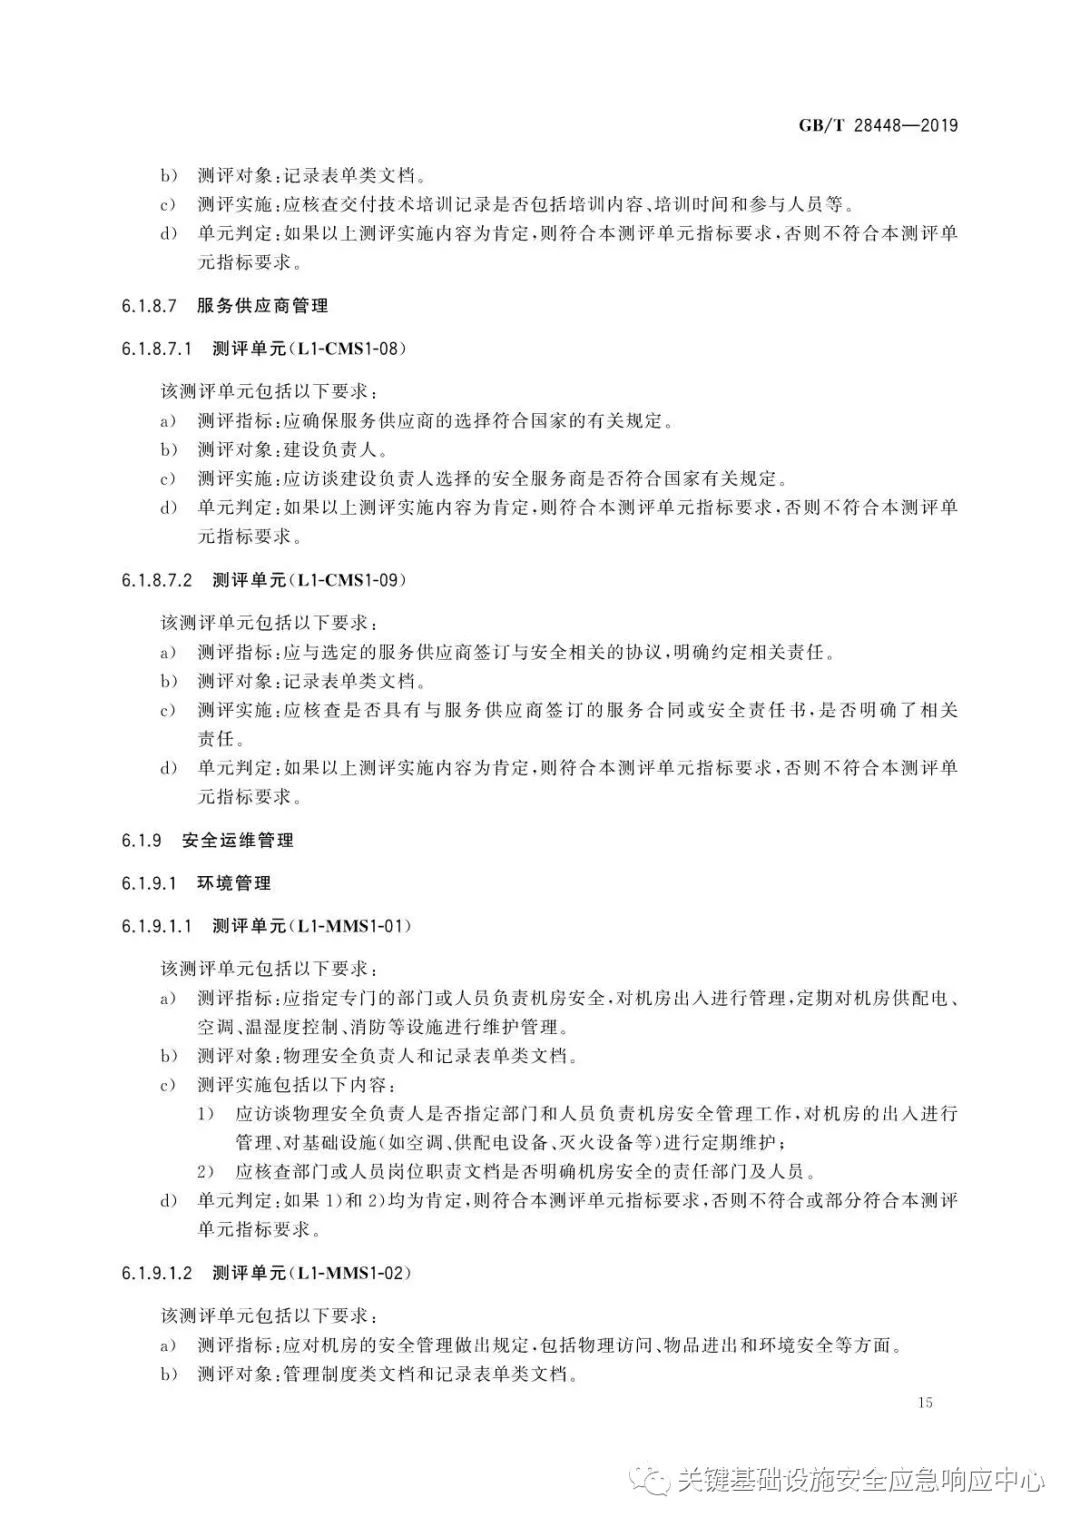 GB/T 28448—2019
b) 测评对象:记录表单类文档。
c) 测评实施:应核查交付技术培训记录是否包括培训内容、培训时间和参与人员等。
d) 单元判定:如果以上测评实施内容为肯定,则符合本测评单元指标要求,否则不符合本测评单
元指标要求。
6.1.8.7 服务供应商管理
6.1.8.7.1 测评单元(L1-CMS1-08)
该测评单元包括以下要求:
a) 测评指标:应确保服务供应商的选择符合国家的有关规定。
b) 测评对象:建设负责人。
c) 测评实施:应访谈建设负责人选择的安全服务商是否符合国家有关规定。
d) 单元判定:如果以上测评实施内容为肯定,则符合本测评单元指标要求,否则不符合本测评单
元指标要求。
6.1.8.7.2 测评单元(L1-CMS1-09)
该测评单元包括以下要求:
a) 测评指标:应与选定的服务供应商签订与安全相关的协议,明确约定相关责任。
b) 测评对象:记录表单类文档。
c) 测评实施:应核查是否具有与服务供应商签订的服务合同或安全责任书,是否明确了相关
责任。
d) 单元判定:如果以上测评实施内容为肯定,则符合本测评单元指标要求,否则不符合本测评单
元指标要求。
6.1.9 安全运维管理
6.1.9.1 环境管理
6.1.9.1.1 测评单元(L1-MMS1-01)
该测评单元包括以下要求:
a) 测评指标:应指定专门的部门或人员负责机房安全,对机房出入进行管理,定期对机房供配电、
空调、温湿度控制、消防等设施进行维护管理。
b) 测评对象:物理安全负责人和记录表单类文档。
c) 测评实施包括以下内容:
1) 应访谈物理安全负责人是否指定部门和人员负责机房安全管理工作,对机房的出入进行
管理、对基础设施(如空调、供配电设备、灭火设备等)进行定期维护;
2) 应核查部门或人员岗位职责文档是否明确机房安全的责任部门及人员。
d) 单元判定:如果 1)和 2)均为肯定,则符合本测评单元指标要求,否则不符合或部分符合本测评
单元指标要求。
6.1.9.1.2 测评单元(L1-MMS1-02)
该测评单元包括以下要求:
a) 测评指标:应对机房的安全管理做出规定,包括物理访问、物品进出和环境安全等方面。
b) 测评对象:管理制度类文档和记录表单类文档。
15
关键基础设施安全应急响应中心